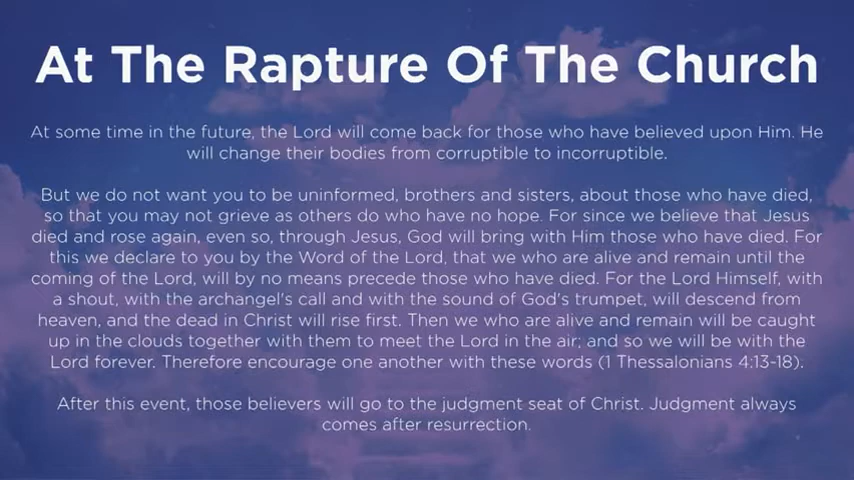 At The Rapture Of The Church
At some time in the future, the Lord will come back for those who have believed upon Him. He
will change their bodies from corruptible to incorruptible.
But we do not want you to be uninformed, brothers and sisters, about those who have died,
so that you may not grieve as others do who have no hope. For since we believe that Jesus
died and rose again, even so, through Jesus, God will bring with Him those who have died. For
this we declare to you by the Word of the Lord, that we who are alive and remain until the
coming of the Lord, will by no means precede those who have died. For the Lord Himself, with
a shout, with the archangel's call and with the sound of God's trumpet, will descend from
heaven, and the dead in Christ will rise first. Then we who are alive and remain will be caught
up in the clouds together with them to meet the Lord in the air; and so we will be with the
Lord forever. Therefore encourage one another with these words (1 Thessalonians 4:13-18).
After this event, those believers will go to the judgment seat of Christ. Judgment always
comes after resurrection.